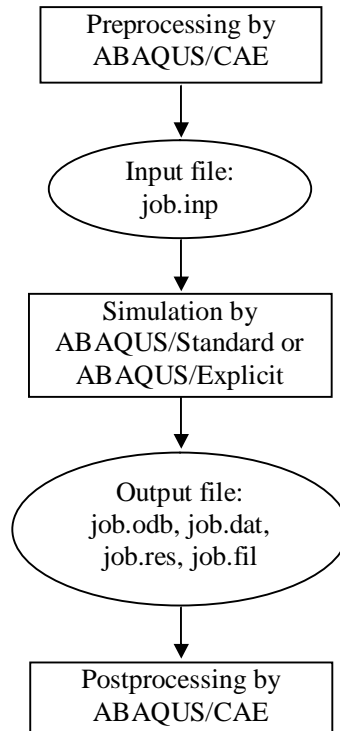 Preprocessing by
ABAQUS/CAE
Input file:
job.inp
Simulation by
ABAQUS/Standard or
ABAQUS/Explicit
Output file:
job.odb, job.dat,
job.res, job.fil
Postprocessing by
ABAQUS/CAE